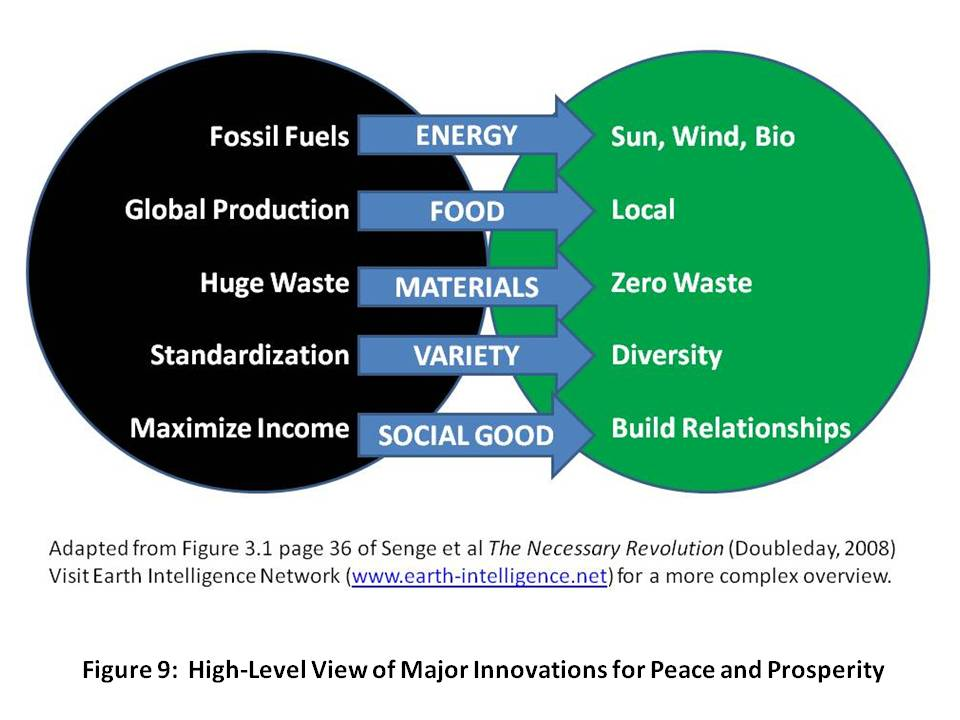 Fossil Fuels ENERGY Sun, Wind, Bio
Global Production FOOD Local
Huge Waste MATERIALS Zero Waste
Standardization VARIETY Diversity
Maximize Income SOCIAL GOOD Build Relationships
Adapted from Figure 3.1 page 36 of Senge et al The Necessary Revolution (Doubleday, 2008)
Visit Earth Intelligence Network (www.earth-intelligence.net) for a more complex overview.
Figure 9: High-Level View of Major Innovations for Peace and Prosperity